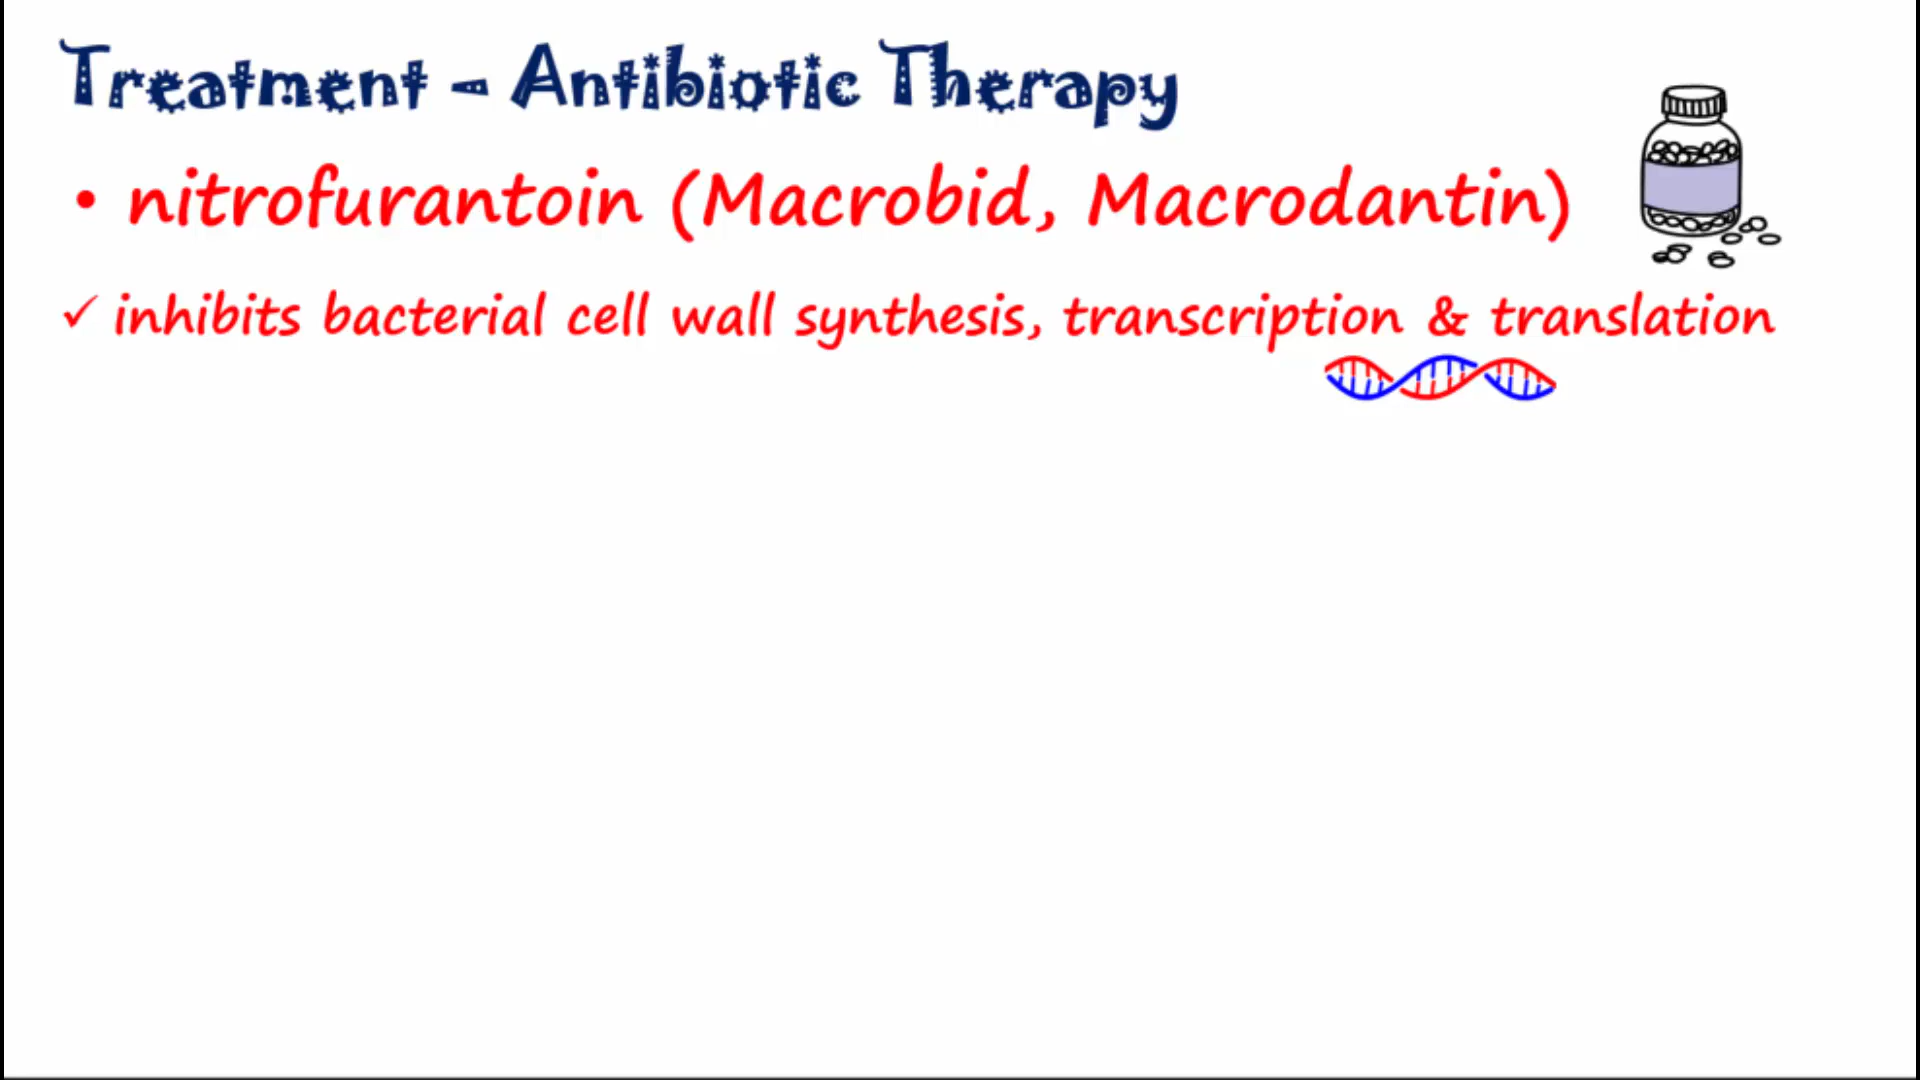 Treatment - Antibiotic Therapy
• nitrofurantoin (Macrobid, Macrodantin)
✓ inhibits bacterial cell wall synthesis, transcription & translation